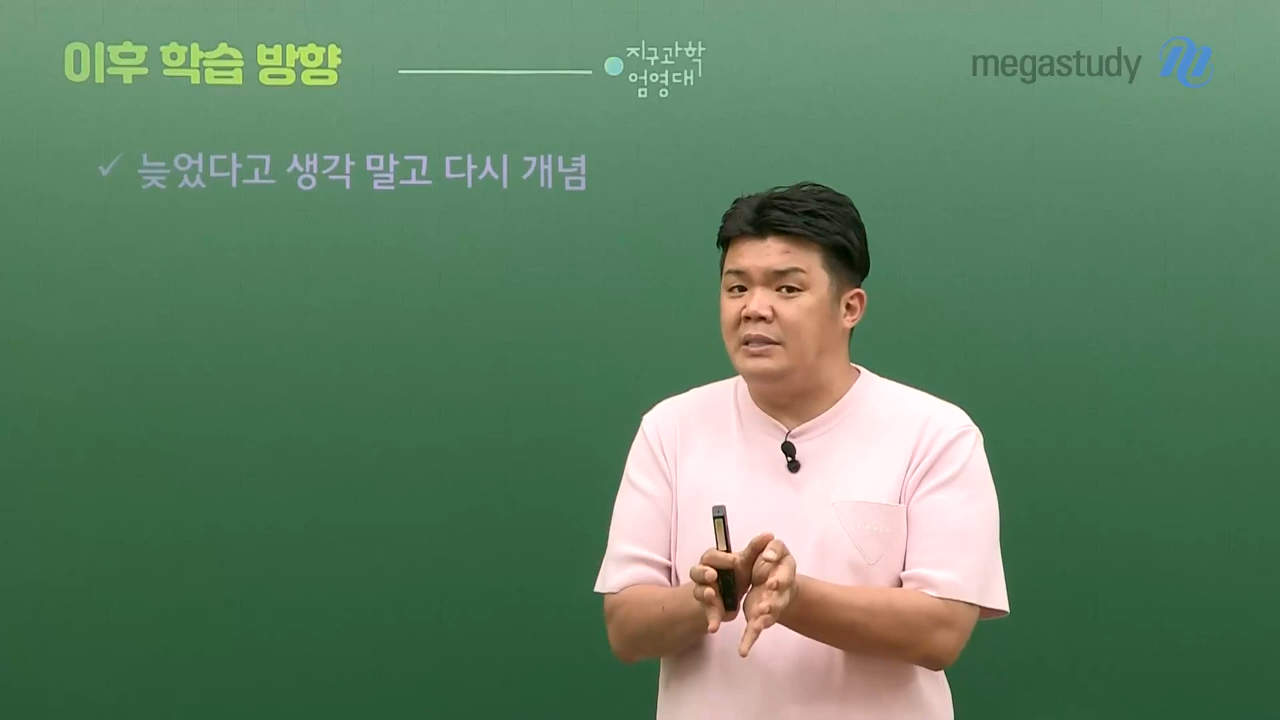 이후 학습 방향
지구과학
엄영대
megastudy
늦었다고 생각 말고 다시 개념